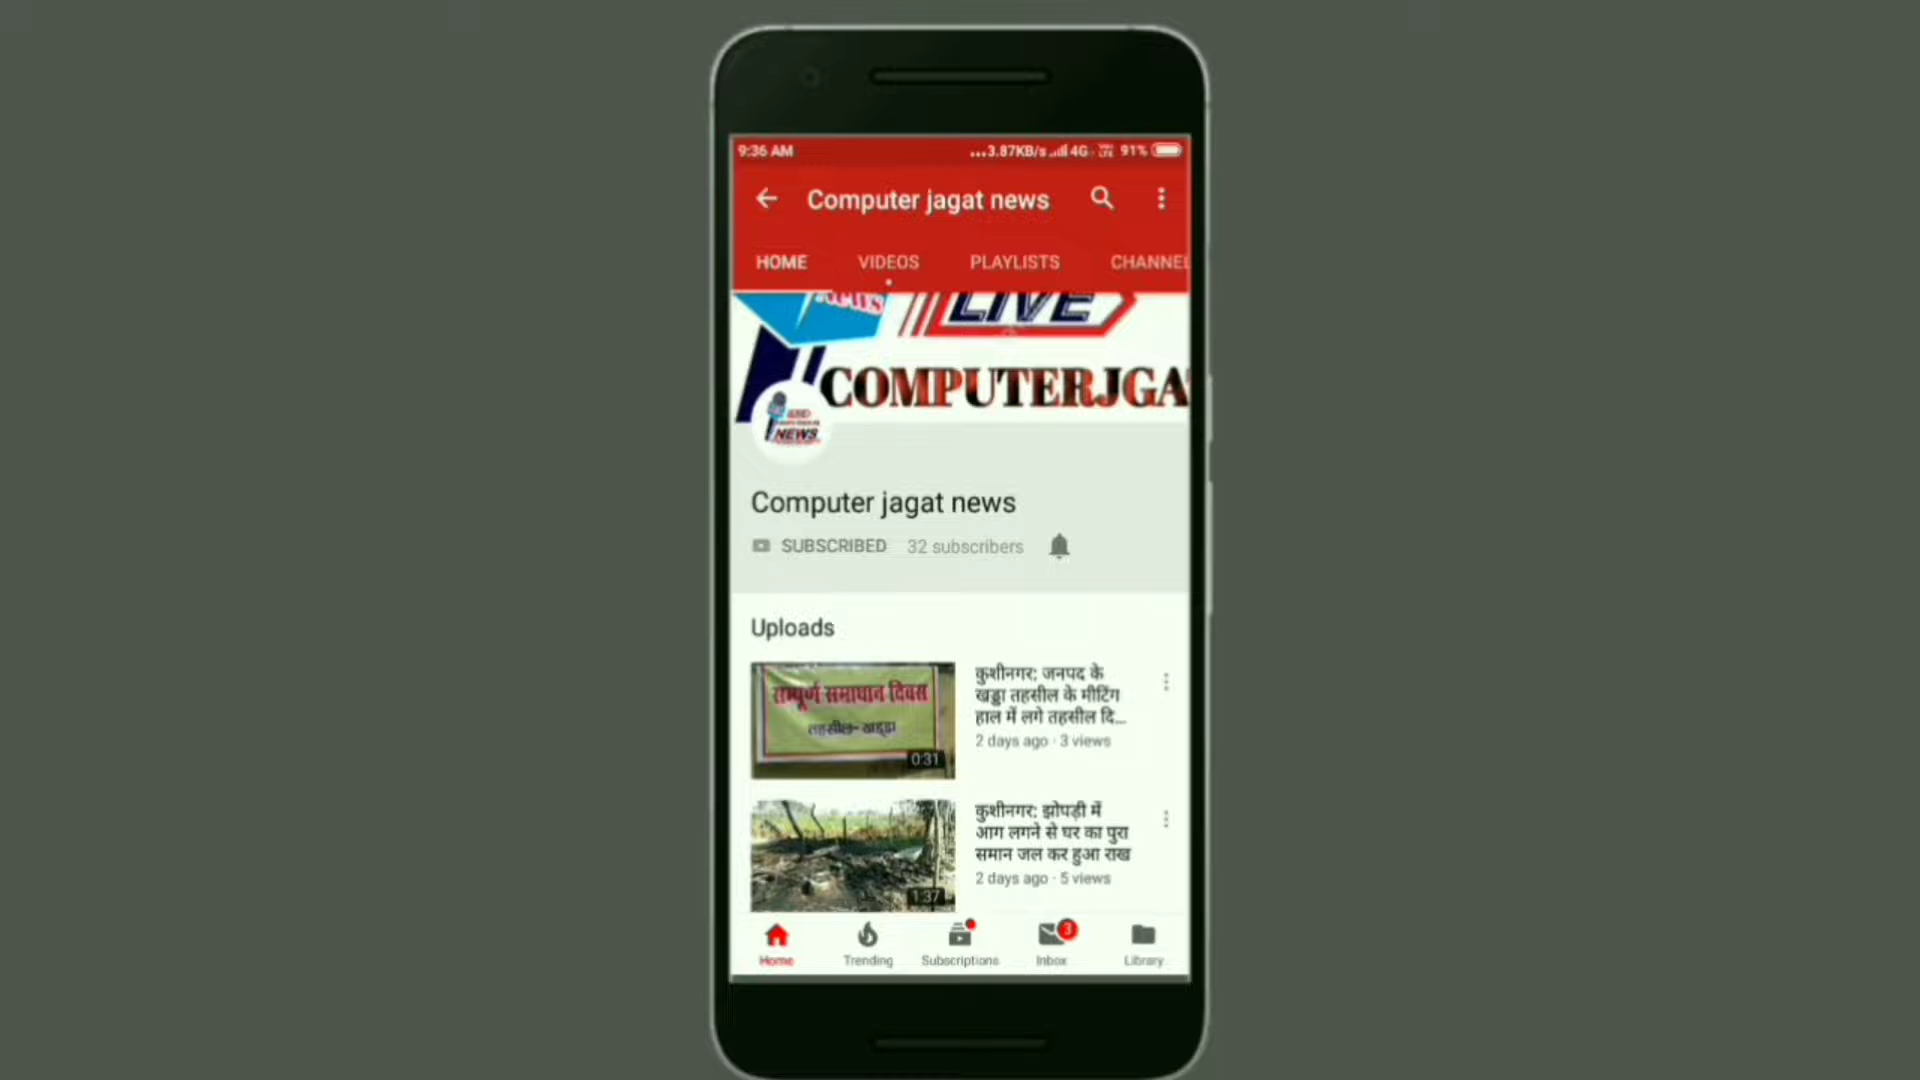 9:36 AM ...3.87KB/s 4G 91%
Computer jagat news
HOME VIDEOS PLAYLISTS CHANNEL
NEWS LIVE
COMPUTERJGA
NEWS
Computer jagat news
SUBSCRIBED 32 subscribers
Uploads
सम्पूर्ण समाधान दिवस
तहसील- खड्डा
0:31
कुशीनगर: जनपद के
खड्डा तहसील के मीटिंग
हाल में लगे तहसील दि...
2 days ago · 3 views
1:37
कुशीनगर: झोपड़ी में
आग लगने से घर का पुरा
समान जल कर हुआ राख
2 days ago · 5 views
3
Home Trending Subscriptions Inbox Library